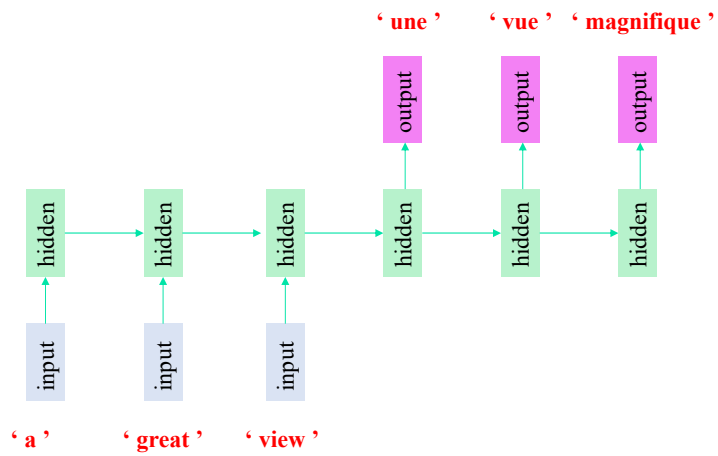 ‘ une ’ ‘ vue ’ ‘ magnifique ’
output output output
hidden hidden hidden hidden hidden hidden
input input input
‘ a ’ ‘ great ’ ‘ view ’